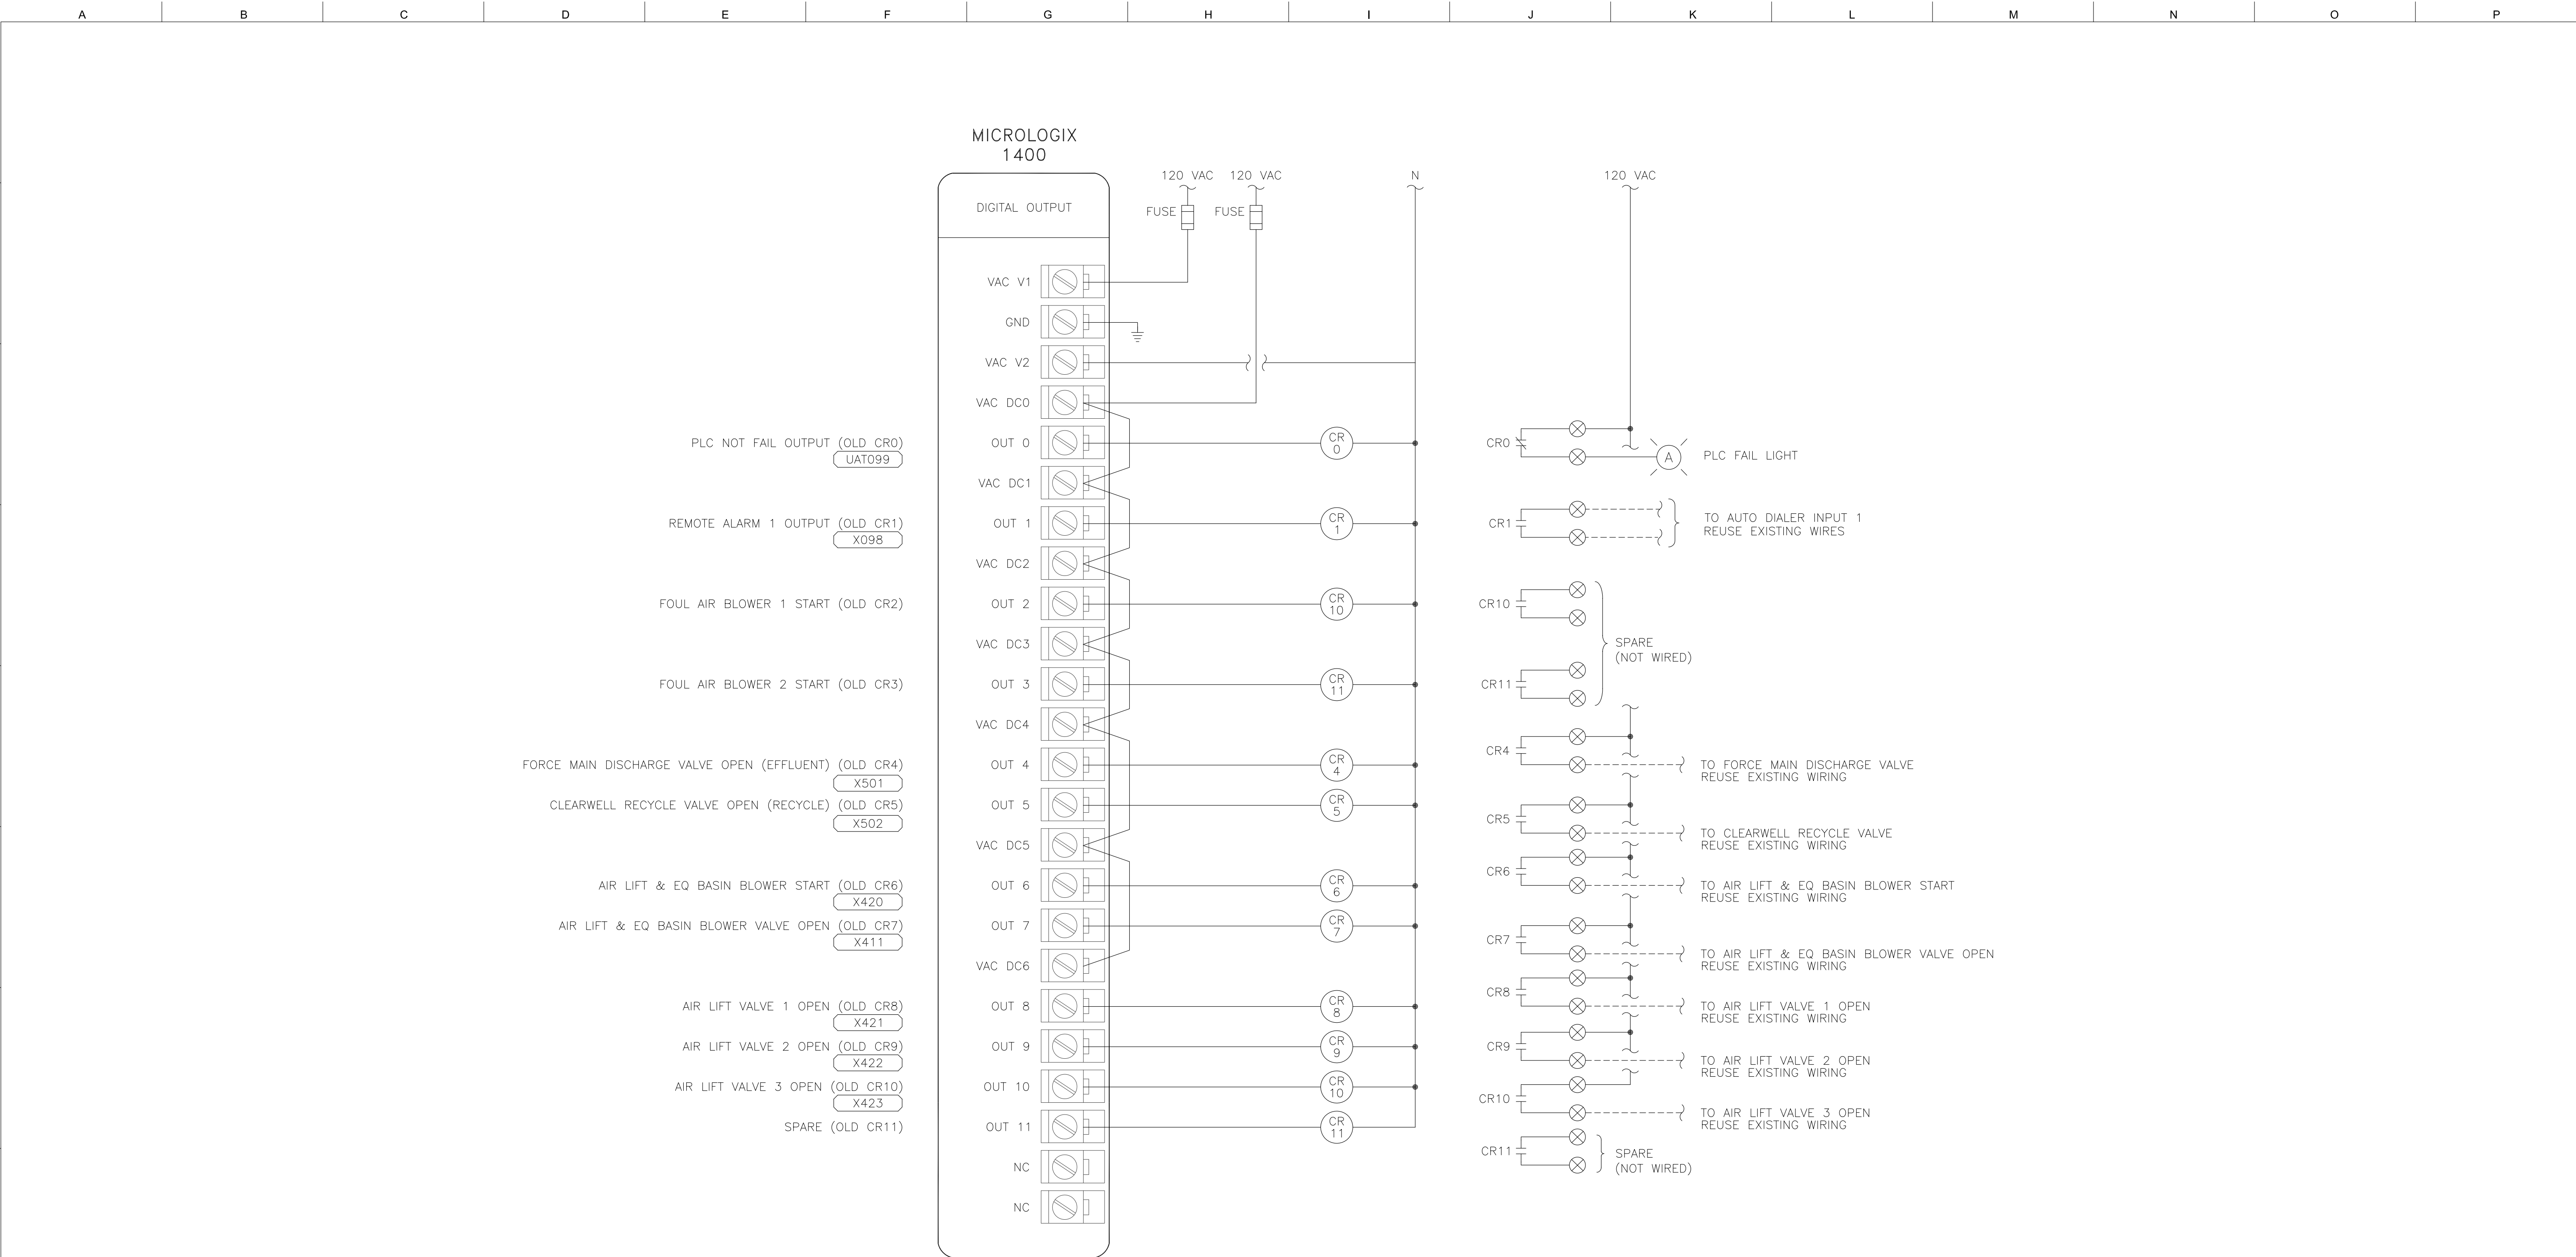 A B C D E F G H I J K L M N O P
MICROLOGIX
1400
DIGITAL OUTPUT
120 VAC 120 VAC N 120 VAC
FUSE FUSE
VAC V1
GND
VAC V2
VAC DC0
PLC NOT FAIL OUTPUT (OLD CR0)
UAT099
OUT 0
CR
0
CR0
A
PLC FAIL LIGHT
VAC DC1
REMOTE ALARM 1 OUTPUT (OLD CR1)
X098
OUT 1
CR
1
CR1
TO AUTO DIALER INPUT 1
REUSE EXISTING WIRES
VAC DC2
FOUL AIR BLOWER 1 START (OLD CR2)
OUT 2
CR
10
CR10
SPARE
(NOT WIRED)
VAC DC3
FOUL AIR BLOWER 2 START (OLD CR3)
OUT 3
CR
11
CR11
VAC DC4
FORCE MAIN DISCHARGE VALVE OPEN (EFFLUENT) (OLD CR4)
X501
OUT 4
CR
4
CR4
TO FORCE MAIN DISCHARGE VALVE
REUSE EXISTING WIRING
CLEARWELL RECYCLE VALVE OPEN (RECYCLE) (OLD CR5)
X502
OUT 5
CR
5
CR5
TO CLEARWELL RECYCLE VALVE
REUSE EXISTING WIRING
VAC DC5
AIR LIFT & EQ BASIN BLOWER START (OLD CR6)
X420
OUT 6
CR
6
CR6
TO AIR LIFT & EQ BASIN BLOWER START
REUSE EXISTING WIRING
AIR LIFT & EQ BASIN BLOWER VALVE OPEN (OLD CR7)
X411
OUT 7
CR
7
CR7
TO AIR LIFT & EQ BASIN BLOWER VALVE OPEN
REUSE EXISTING WIRING
VAC DC6
AIR LIFT VALVE 1 OPEN (OLD CR8)
X421
OUT 8
CR
8
CR8
TO AIR LIFT VALVE 1 OPEN
REUSE EXISTING WIRING
AIR LIFT VALVE 2 OPEN (OLD CR9)
X422
OUT 9
CR
9
CR9
TO AIR LIFT VALVE 2 OPEN
REUSE EXISTING WIRING
AIR LIFT VALVE 3 OPEN (OLD CR10)
X423
OUT 10
CR
10
CR10
TO AIR LIFT VALVE 3 OPEN
REUSE EXISTING WIRING
SPARE (OLD CR11)
OUT 11
CR
11
CR11
SPARE
(NOT WIRED)
NC
NC